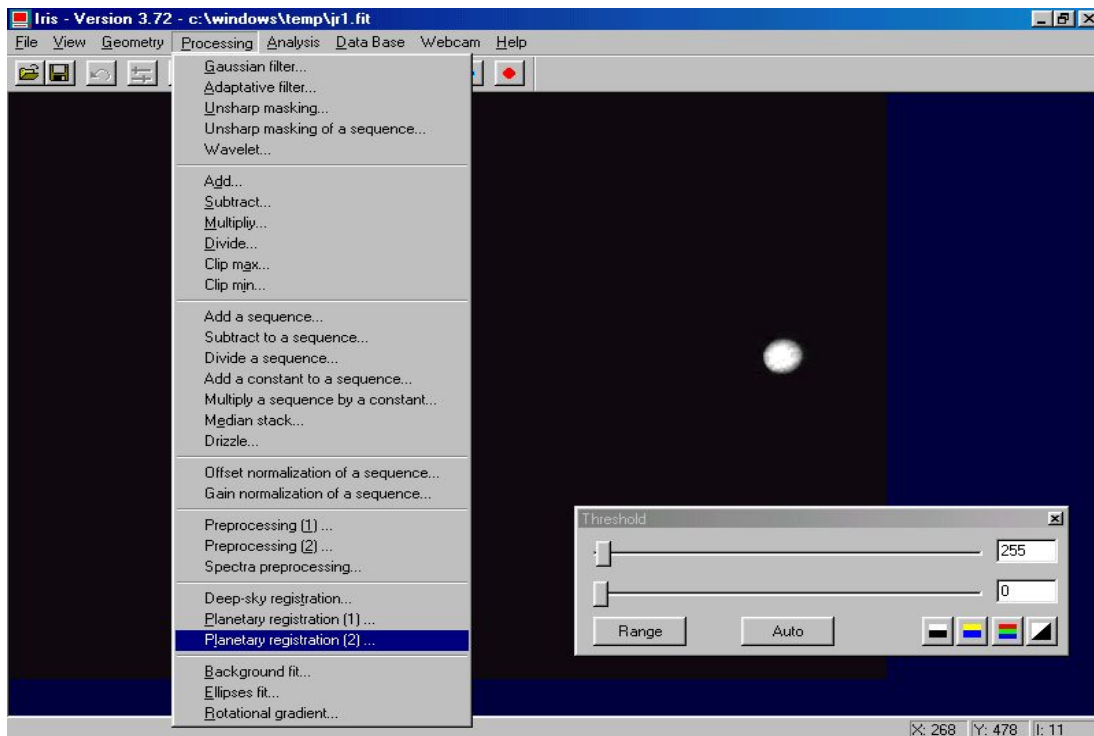 Iris - Version 3.72 - c:\windows\temp\jr1.fit
File View Geometry Processing Analysis Data Base Webcam Help
Gaussian filter...
Adaptative filter...
Unsharp masking...
Unsharp masking of a sequence...
Wavelet...
Add...
Subtract...
Multipliy...
Divide...
Clip max...
Clip min...
Add a sequence...
Subtract to a sequence...
Divide a sequence...
Add a constant to a sequence...
Multiply a sequence by a constant...
Median stack...
Drizzle...
Offset normalization of a sequence...
Gain normalization of a sequence...
Preprocessing (1) ...
Preprocessing (2) ...
Spectra preprocessing...
Deep-sky registration...
Planetary registration (1) ...
Planetary registration (2) ...
Background fit...
Ellipses fit...
Rotational gradient...
Threshold
255
0
Range Auto
X: 268 Y: 478 I: 11